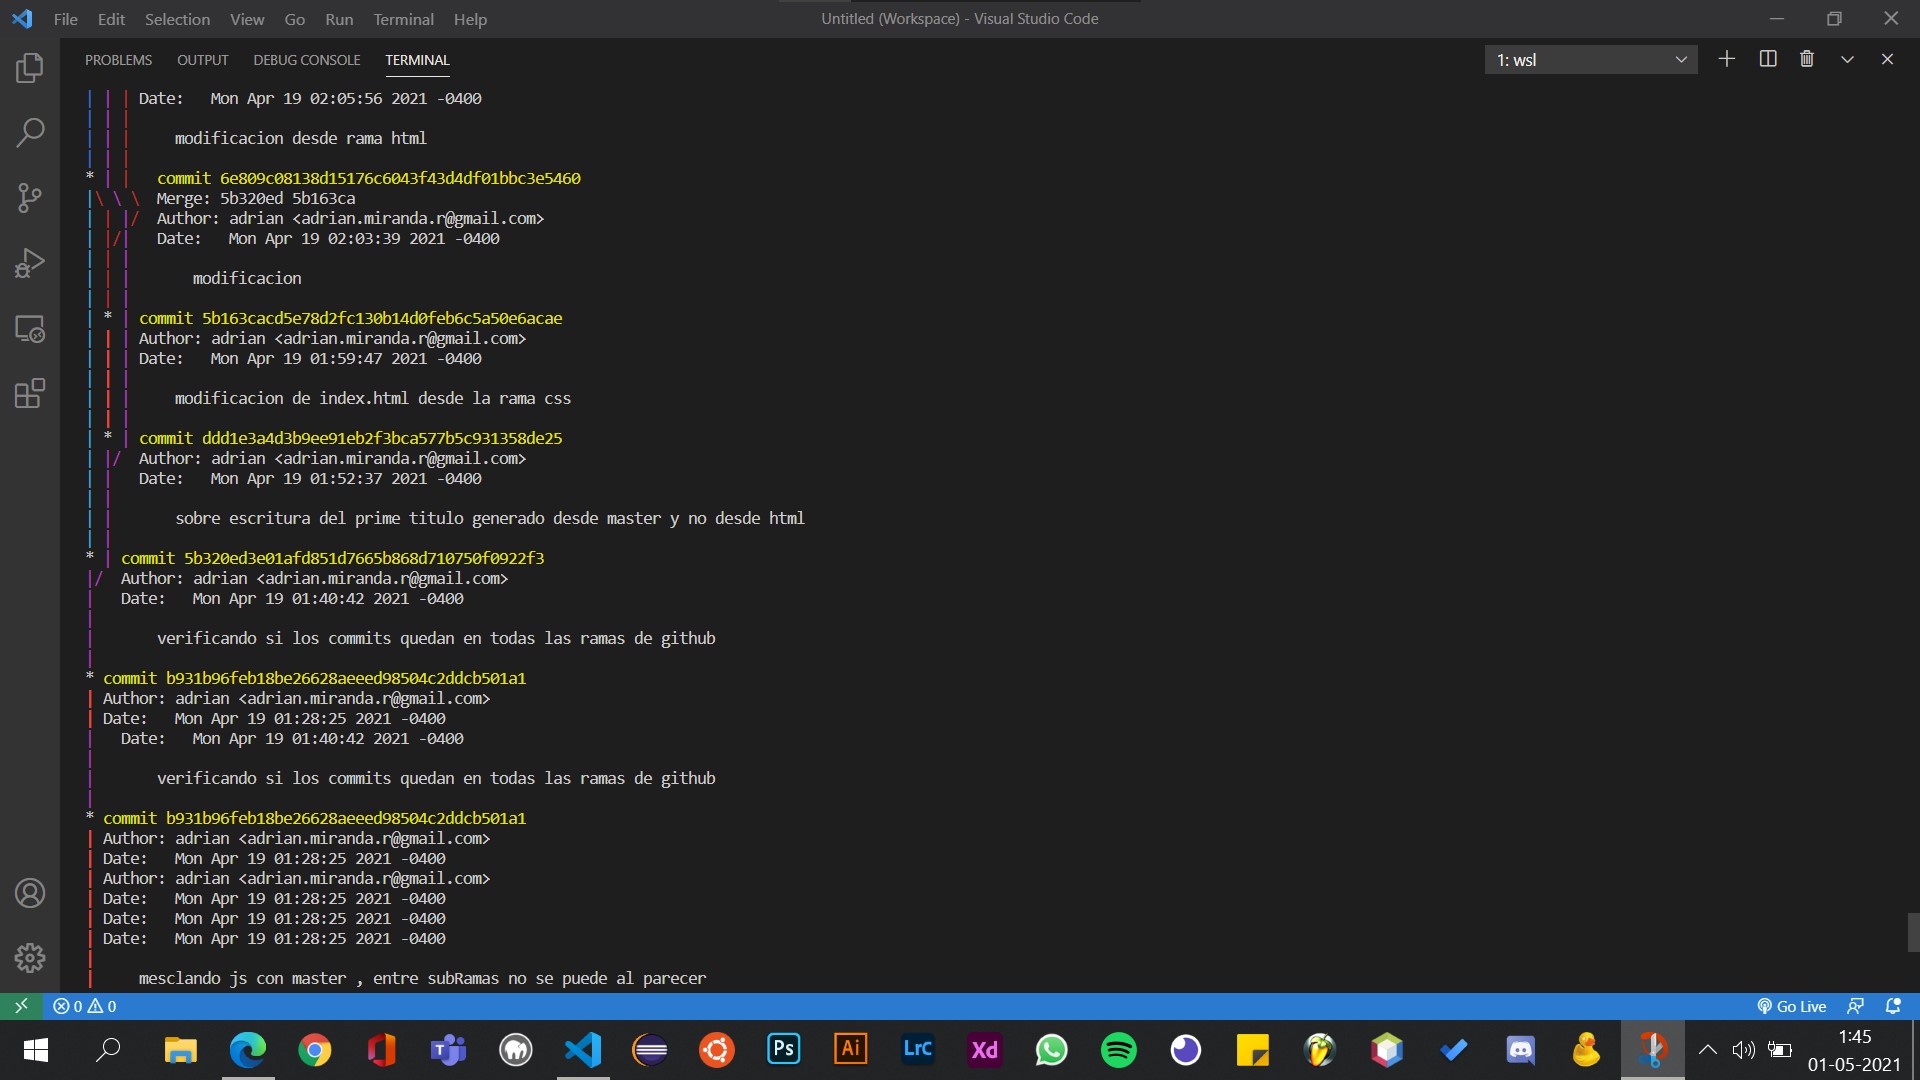 File Edit Selection View Go Run Terminal Help
Untitled (Workspace) - Visual Studio Code
PROBLEMS OUTPUT DEBUG CONSOLE TERMINAL
1: wsl
| | | Date:   Mon Apr 19 02:05:56 2021 -0400
modificacion desde rama html
* | | commit 6e809c08138d15176c6043f43d4df01bbc3e5460
|\ \ \ Merge: 5b320ed 5b163ca
| | |/ Author: adrian <adrian.miranda.r@gmail.com>
| |/| Date:   Mon Apr 19 02:03:39 2021 -0400
modificacion
| * | commit 5b163cacd5e78d2fc130b14d0feb6c5a50e6acae
| | | Author: adrian <adrian.miranda.r@gmail.com>
| | | Date:   Mon Apr 19 01:59:47 2021 -0400
modificacion de index.html desde la rama css
| * | commit ddd1e3a4d3b9ee91eb2f3bca577b5c931358de25
| |/ Author: adrian <adrian.miranda.r@gmail.com>
| | Date:   Mon Apr 19 01:52:37 2021 -0400
sobre escritura del prime titulo generado desde master y no desde html
* | commit 5b320ed3e01afd851d7665b868d710750f0922f3
|/ Author: adrian <adrian.miranda.r@gmail.com>
| Date:   Mon Apr 19 01:40:42 2021 -0400
verificando si los commits quedan en todas las ramas de github
* commit b931b96feb18be26628aeeed98504c2ddcb501a1
| Author: adrian <adrian.miranda.r@gmail.com>
| Date:   Mon Apr 19 01:28:25 2021 -0400
| Date:   Mon Apr 19 01:40:42 2021 -0400
verificando si los commits quedan en todas las ramas de github
* commit b931b96feb18be26628aeeed98504c2ddcb501a1
| Author: adrian <adrian.miranda.r@gmail.com>
| Date:   Mon Apr 19 01:28:25 2021 -0400
| Author: adrian <adrian.miranda.r@gmail.com>
| Date:   Mon Apr 19 01:28:25 2021 -0400
| Date:   Mon Apr 19 01:28:25 2021 -0400
| Date:   Mon Apr 19 01:28:25 2021 -0400
mesclando js con master , entre subRamas no se puede al parecer
0 0
Go Live
Ps Ai LrC Xd
1:45
01-05-2021